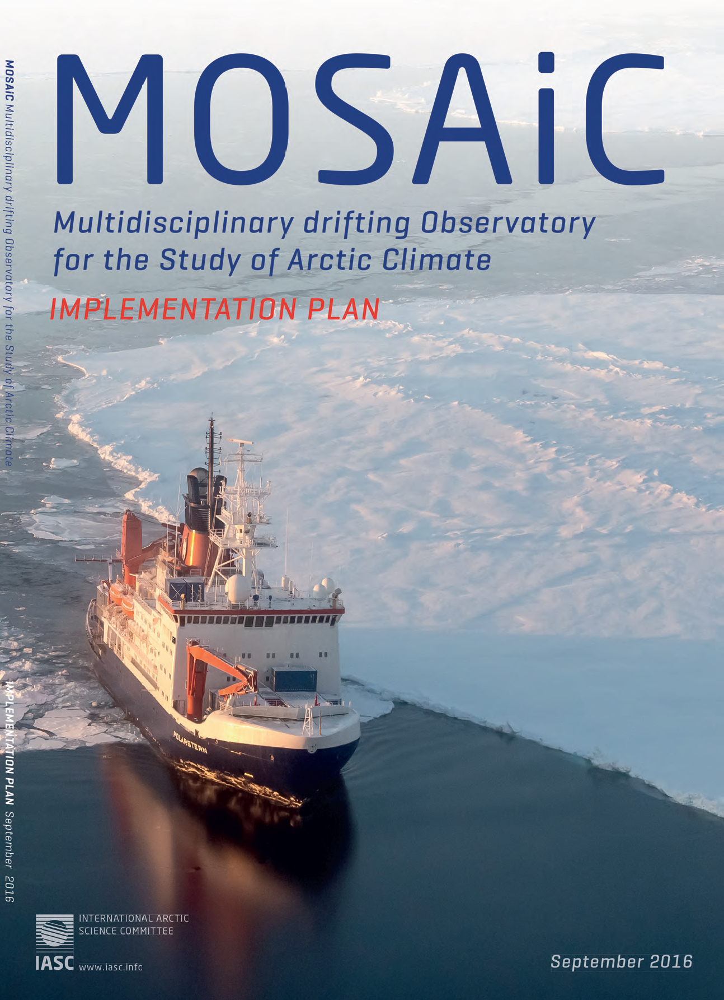 MOSAiC
Multidisciplinary drifting Observatory
for the Study of Arctic Climate
IMPLEMENTATION PLAN
MOSAiC Multidisciplinary drifting Observatory for the Study of Arctic Climate
IMPLEMENTATION PLAN September 2016
POLARSTERN
INTERNATIONAL ARCTIC
SCIENCE COMMITTEE
IASC
www.iasc.info
September 2016